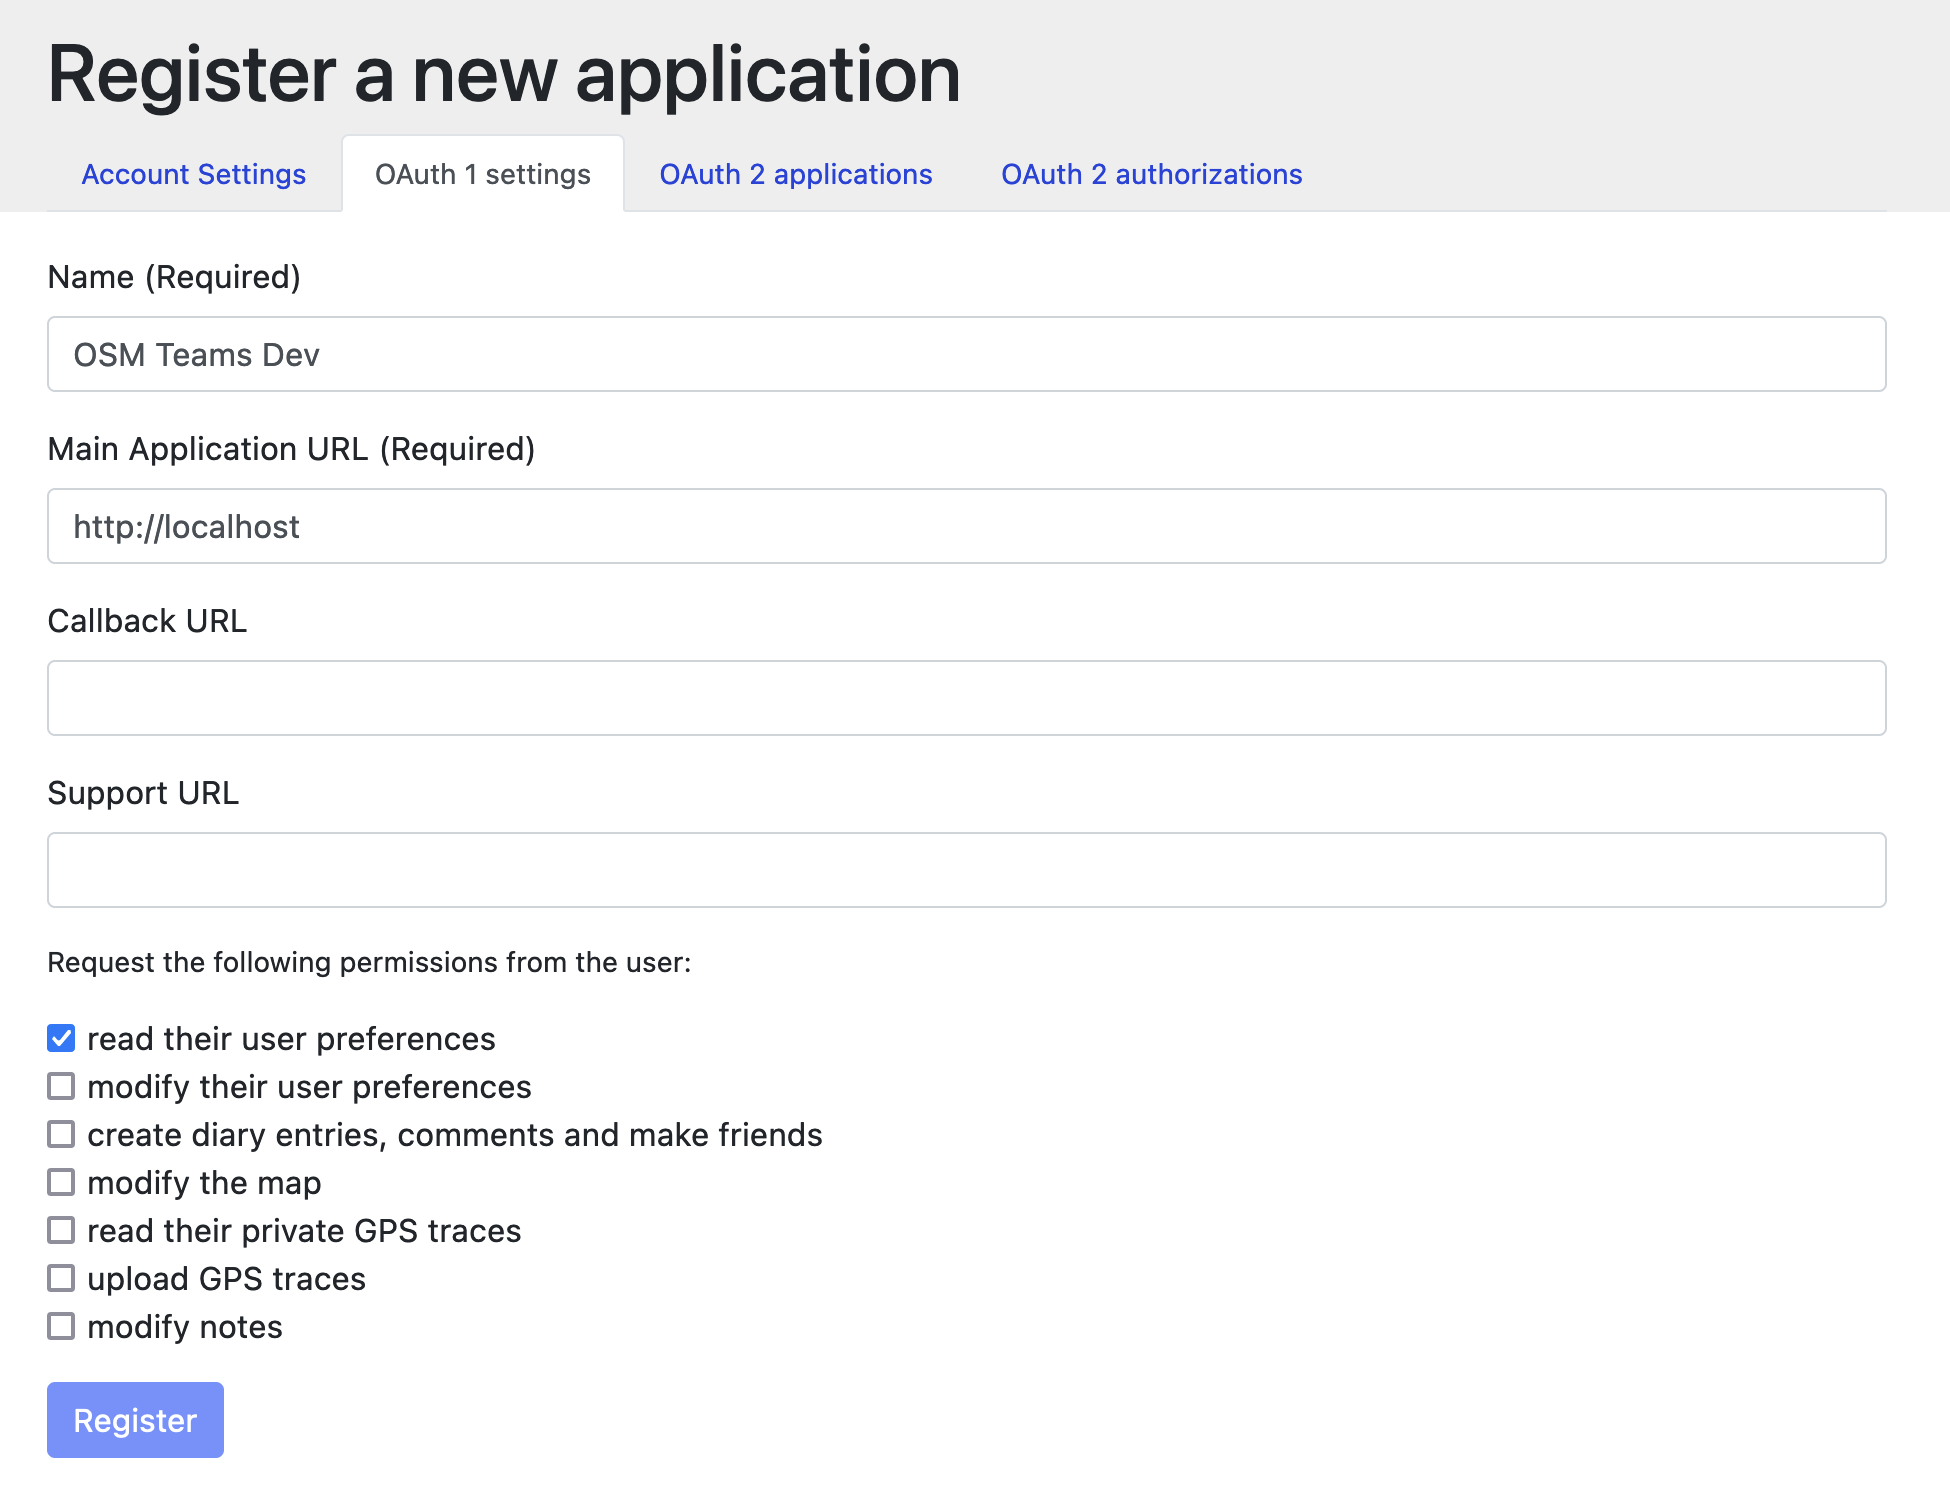 Register a new application
Account Settings OAuth 1 settings OAuth 2 applications OAuth 2 authorizations
Name (Required)
OSM Teams Dev
Main Application URL (Required)
http://localhost
Callback URL
Support URL
Request the following permissions from the user:
read their user preferences
modify their user preferences
create diary entries, comments and make friends
modify the map
read their private GPS traces
upload GPS traces
modify notes
Register